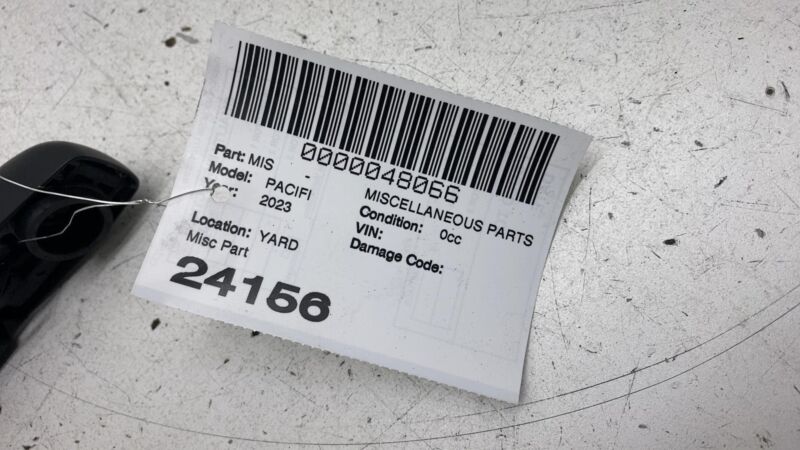 0000048066
Part: MIS MISCELLANEOUS PARTS
Model: PACIFI Condition: 0cc
Year: 2023 VIN:
Location: YARD Damage Code:
Misc Part
24156